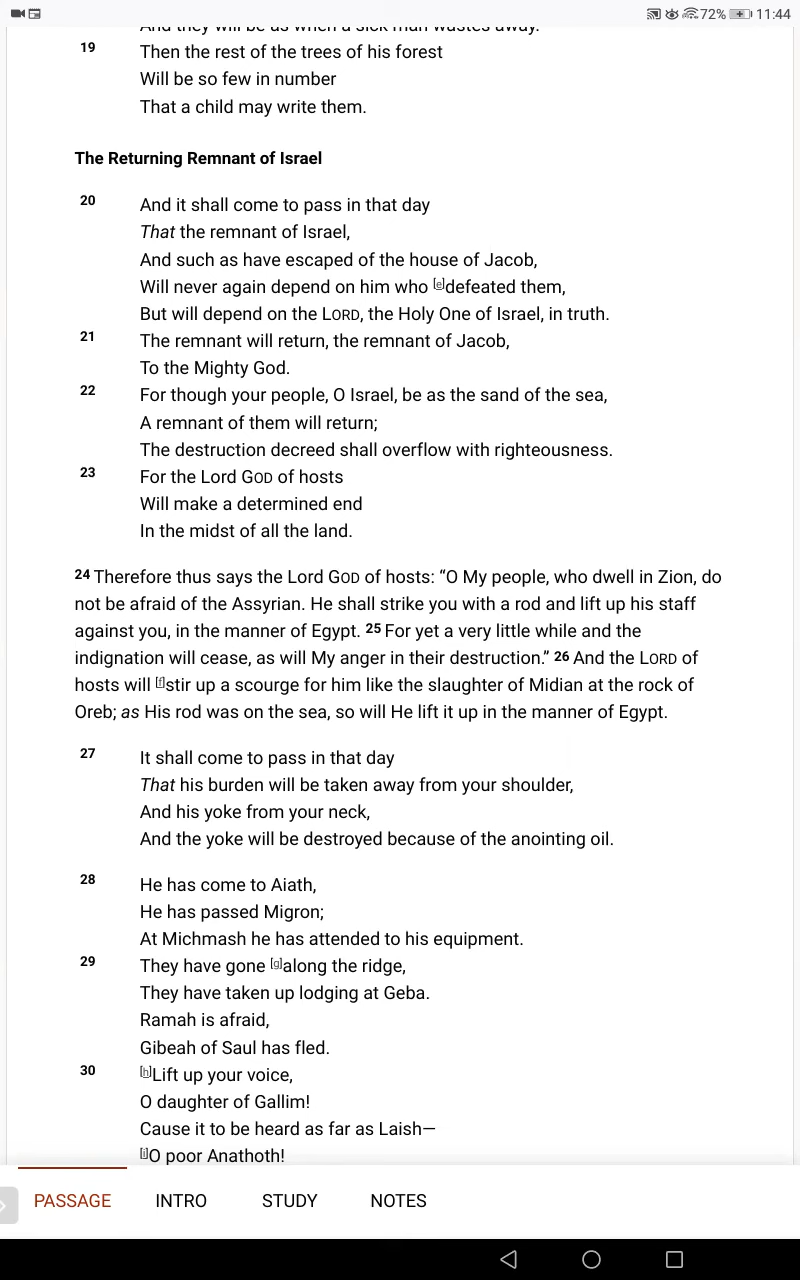 72% 11:44
And they will be as when a sick man wastes away.
19 Then the rest of the trees of his forest
Will be so few in number
That a child may write them.
The Returning Remnant of Israel
20 And it shall come to pass in that day
That the remnant of Israel,
And such as have escaped of the house of Jacob,
Will never again depend on him who [e]defeated them,
But will depend on the LORD, the Holy One of Israel, in truth.
21 The remnant will return, the remnant of Jacob,
To the Mighty God.
22 For though your people, O Israel, be as the sand of the sea,
A remnant of them will return;
The destruction decreed shall overflow with righteousness.
23 For the Lord GOD of hosts
Will make a determined end
In the midst of all the land.
24 Therefore thus says the Lord GOD of hosts: “O My people, who dwell in Zion, do
not be afraid of the Assyrian. He shall strike you with a rod and lift up his staff
against you, in the manner of Egypt. 25 For yet a very little while and the
indignation will cease, as will My anger in their destruction.” 26 And the LORD of
hosts will [f]stir up a scourge for him like the slaughter of Midian at the rock of
Oreb; as His rod was on the sea, so will He lift it up in the manner of Egypt.
27 It shall come to pass in that day
That his burden will be taken away from your shoulder,
And his yoke from your neck,
And the yoke will be destroyed because of the anointing oil.
28 He has come to Aiath,
He has passed Migron;
At Michmash he has attended to his equipment.
29 They have gone [g]along the ridge,
They have taken up lodging at Geba.
Ramah is afraid,
Gibeah of Saul has fled.
30 [h]Lift up your voice,
O daughter of Gallim!
Cause it to be heard as far as Laish—
[i]O poor Anathoth!
PASSAGE INTRO STUDY NOTES